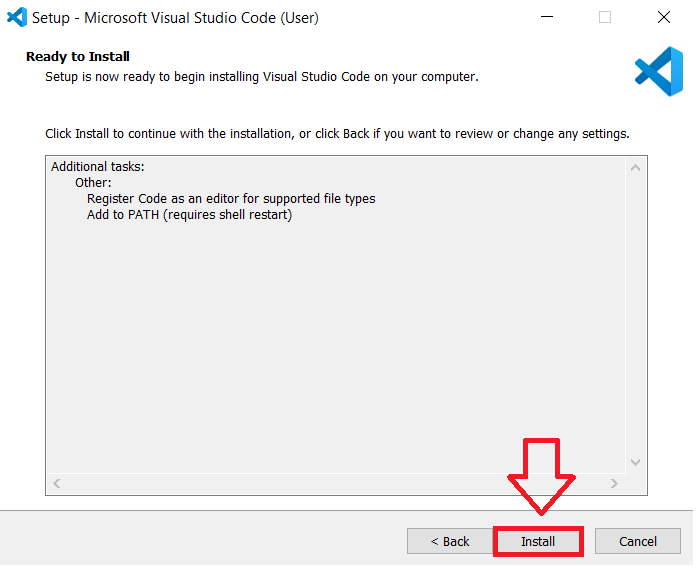 Setup - Microsoft Visual Studio Code (User)
Ready to Install
Setup is now ready to begin installing Visual Studio Code on your computer.
Click Install to continue with the installation, or click Back if you want to review or change any settings.
Additional tasks:
Other:
Register Code as an editor for supported file types
Add to PATH (requires shell restart)
< Back Install Cancel